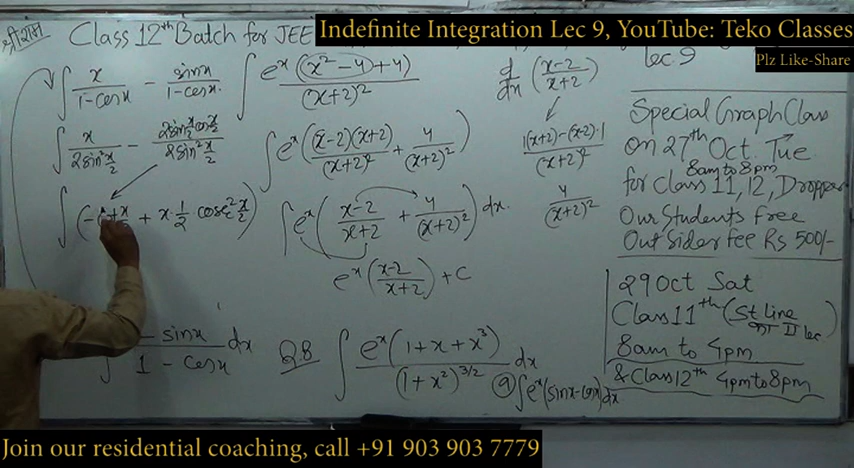 श्रीराम Class 12th Batch for JEE
Indefinite Integration Lec 9, YouTube: Teko Classes
Plz Like-Share
Lec 9
∫ x/(1-cosx) - sinx/(1-cosx).
∫ x/(2sin²x/2) - (2sin x/2 cos x/2)/(2sin²x/2)
+ x·1/2 cosec² x/2)
∫ e^x (x²-4)+4)/(x+2)²
∫ e^x ((x-2)(x+2)/(x+2)² + 4/(x+2)²)
∫ e^x ( (x-2)/(x+2) + 4/(x+2)² ) dx.
e^x ( (x-2)/(x+2) ) + C
d/dx ( (x-2)/(x+2) )
(1(x+2)-(x-2)·1)/(x+2)²
4/(x+2)²
- sinx/(1 - cosx) dx
Q.8 ∫ e^x(1+x+x³)/(1+x²)^3/2 dx
⑨ ∫e^x(sinx-cosx)dx
Special Graph Class
on 27th Oct. Tue
8am to 8pm
for Class 11, 12, Dropper
Our Students Free
Out Sider fee Rs 500/-
29 Oct Sat
Class 11th (St. Line II lec)
8am to 4pm
& Class 12th 4pm to 8pm
Join our residential coaching, call +91 903 903 7779